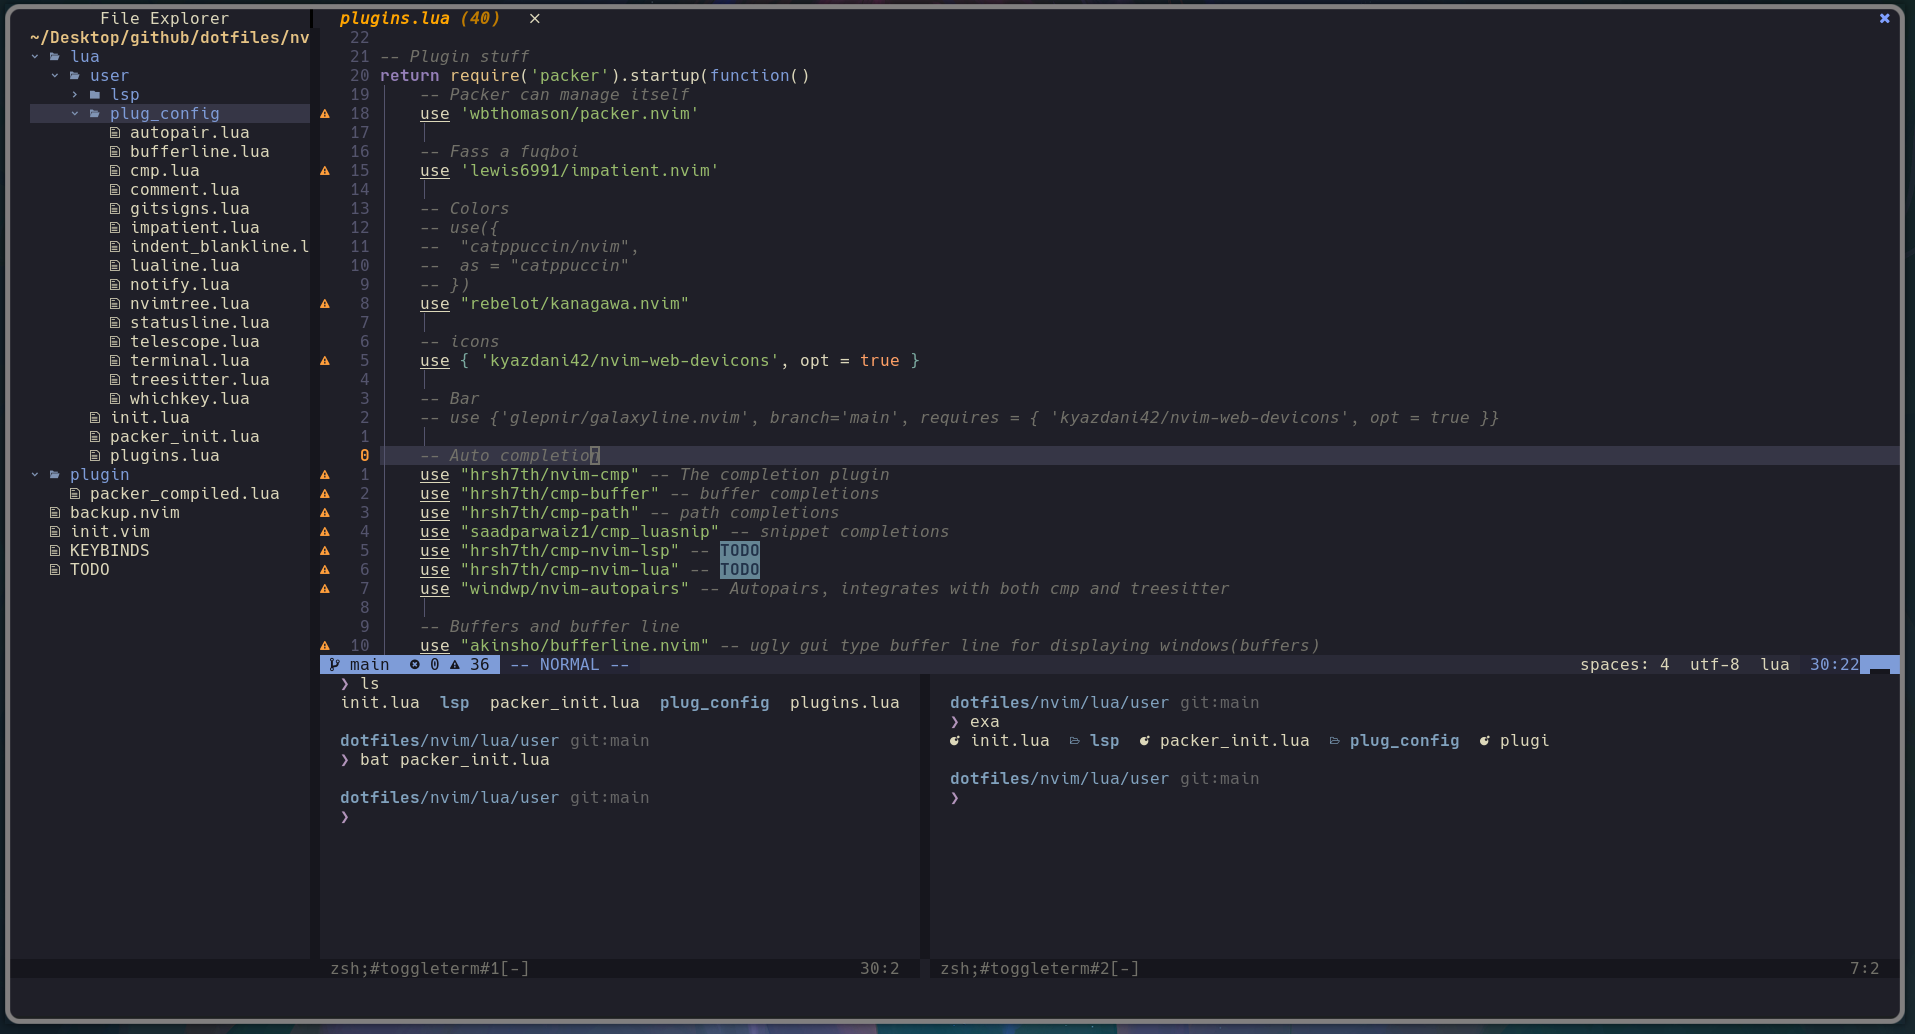 File Explorer
~/Desktop/github/dotfiles/nv
lua
user
lsp
plug_config
autopair.lua
bufferline.lua
cmp.lua
comment.lua
gitsigns.lua
impatient.lua
indent_blankline.l
lualine.lua
notify.lua
nvimtree.lua
statusline.lua
telescope.lua
terminal.lua
treesitter.lua
whichkey.lua
init.lua
packer_init.lua
plugins.lua
plugin
packer_compiled.lua
backup.nvim
init.vim
KEYBINDS
TODO
plugins.lua (40) ×
22
21 -- Plugin stuff
20 return require('packer').startup(function()
19 -- Packer can manage itself
18 use 'wbthomason/packer.nvim'
17
16 -- Fass a fuqboi
15 use 'lewis6991/impatient.nvim'
14
13 -- Colors
12 -- use({
11 -- "catppuccin/nvim",
10 -- as = "catppuccin"
9 -- })
8 use "rebelot/kanagawa.nvim"
7
6 -- icons
5 use { 'kyazdani42/nvim-web-devicons', opt = true }
4
3 -- Bar
2 -- use {'glepnir/galaxyline.nvim', branch='main', requires = { 'kyazdani42/nvim-web-devicons', opt = true }}
1
0 -- Auto completion
1 use "hrsh7th/nvim-cmp" -- The completion plugin
2 use "hrsh7th/cmp-buffer" -- buffer completions
3 use "hrsh7th/cmp-path" -- path completions
4 use "saadparwaiz1/cmp_luasnip" -- snippet completions
5 use "hrsh7th/cmp-nvim-lsp" -- TODO
6 use "hrsh7th/cmp-nvim-lua" -- TODO
7 use "windwp/nvim-autopairs" -- Autopairs, integrates with both cmp and treesitter
8
9 -- Buffers and buffer line
10 use "akinsho/bufferline.nvim" -- ugly gui type buffer line for displaying windows(buffers)
main 0 36 -- NORMAL -- spaces: 4 utf-8 lua 30:22
❯ ls
init.lua lsp packer_init.lua plug_config plugins.lua
dotfiles/nvim/lua/user git:main
❯ bat packer_init.lua
dotfiles/nvim/lua/user git:main
❯
zsh;#toggleterm#1[-] 30:2
dotfiles/nvim/lua/user git:main
❯ exa
init.lua lsp packer_init.lua plug_config plugi
dotfiles/nvim/lua/user git:main
❯
zsh;#toggleterm#2[-] 7:2